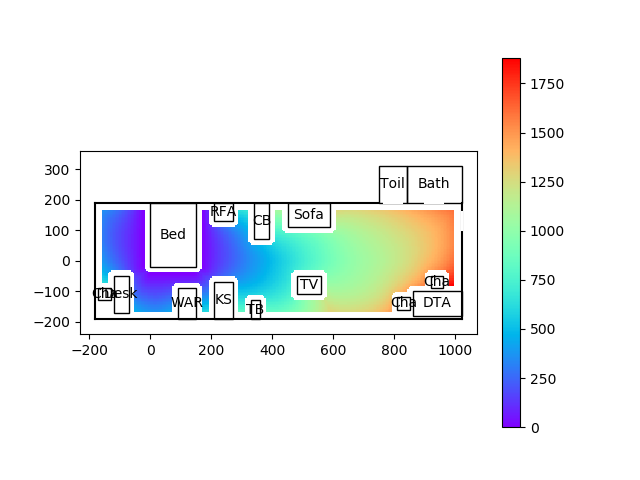 1750
1500
1250
1000
750
500
250
0
300
200
100
0
−100
−200
−200
0
200
400
600
800
1000
Toil
Bath
RFA
CB
Sofa
Bed
TV
Cha
Cha
Desk
WAR
KS
TB
Cha
DTA